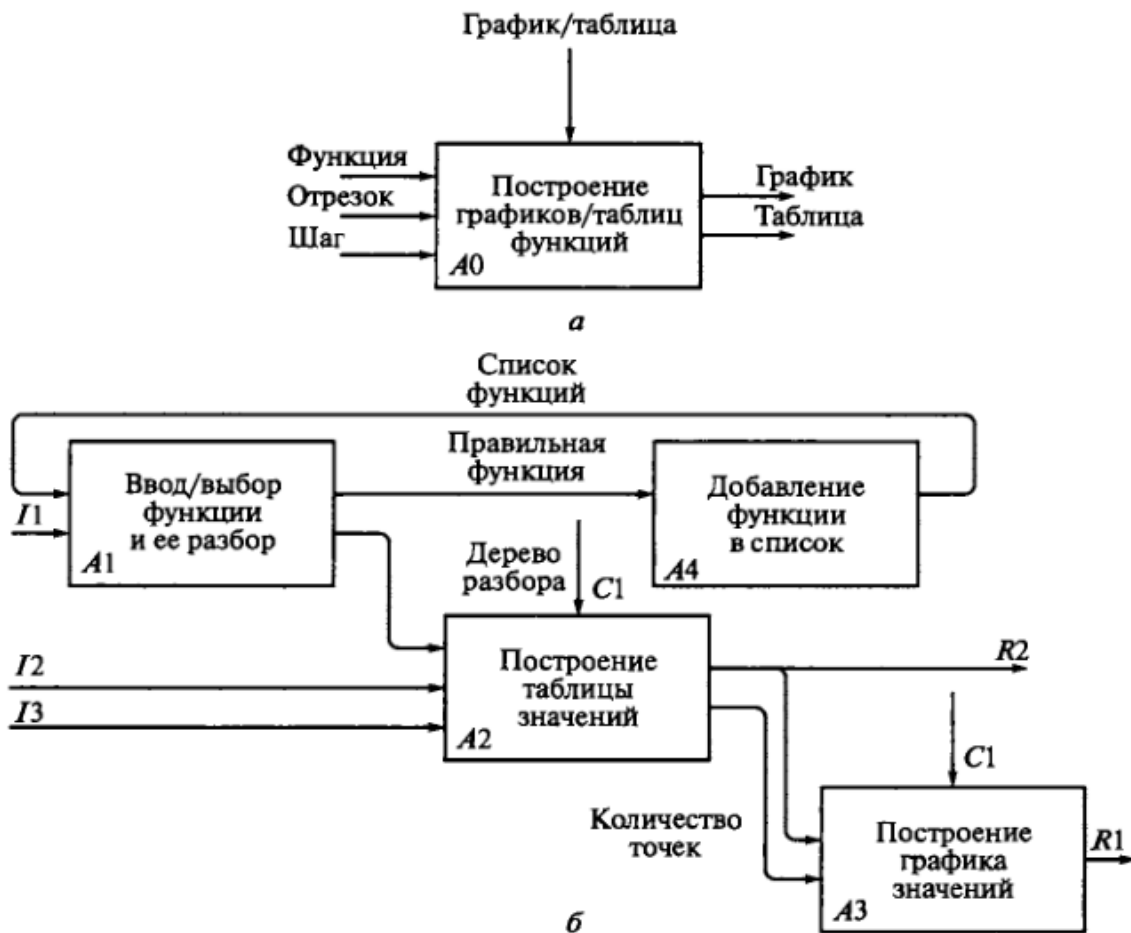 График/таблица
Функция
Отрезок
Шаг
Построение
графиков/таблиц
функций
A0
График
Таблица
а
Список
функций
Правильная
функция
Ввод/выбор
функции
и ее разбор
I1
A1
Добавление
функции
в список
A4
Дерево
разбора
C1
I2
I3
Построение
таблицы
значений
A2
R2
C1
Количество
точек
Построение
графика
значений
A3
R1
б